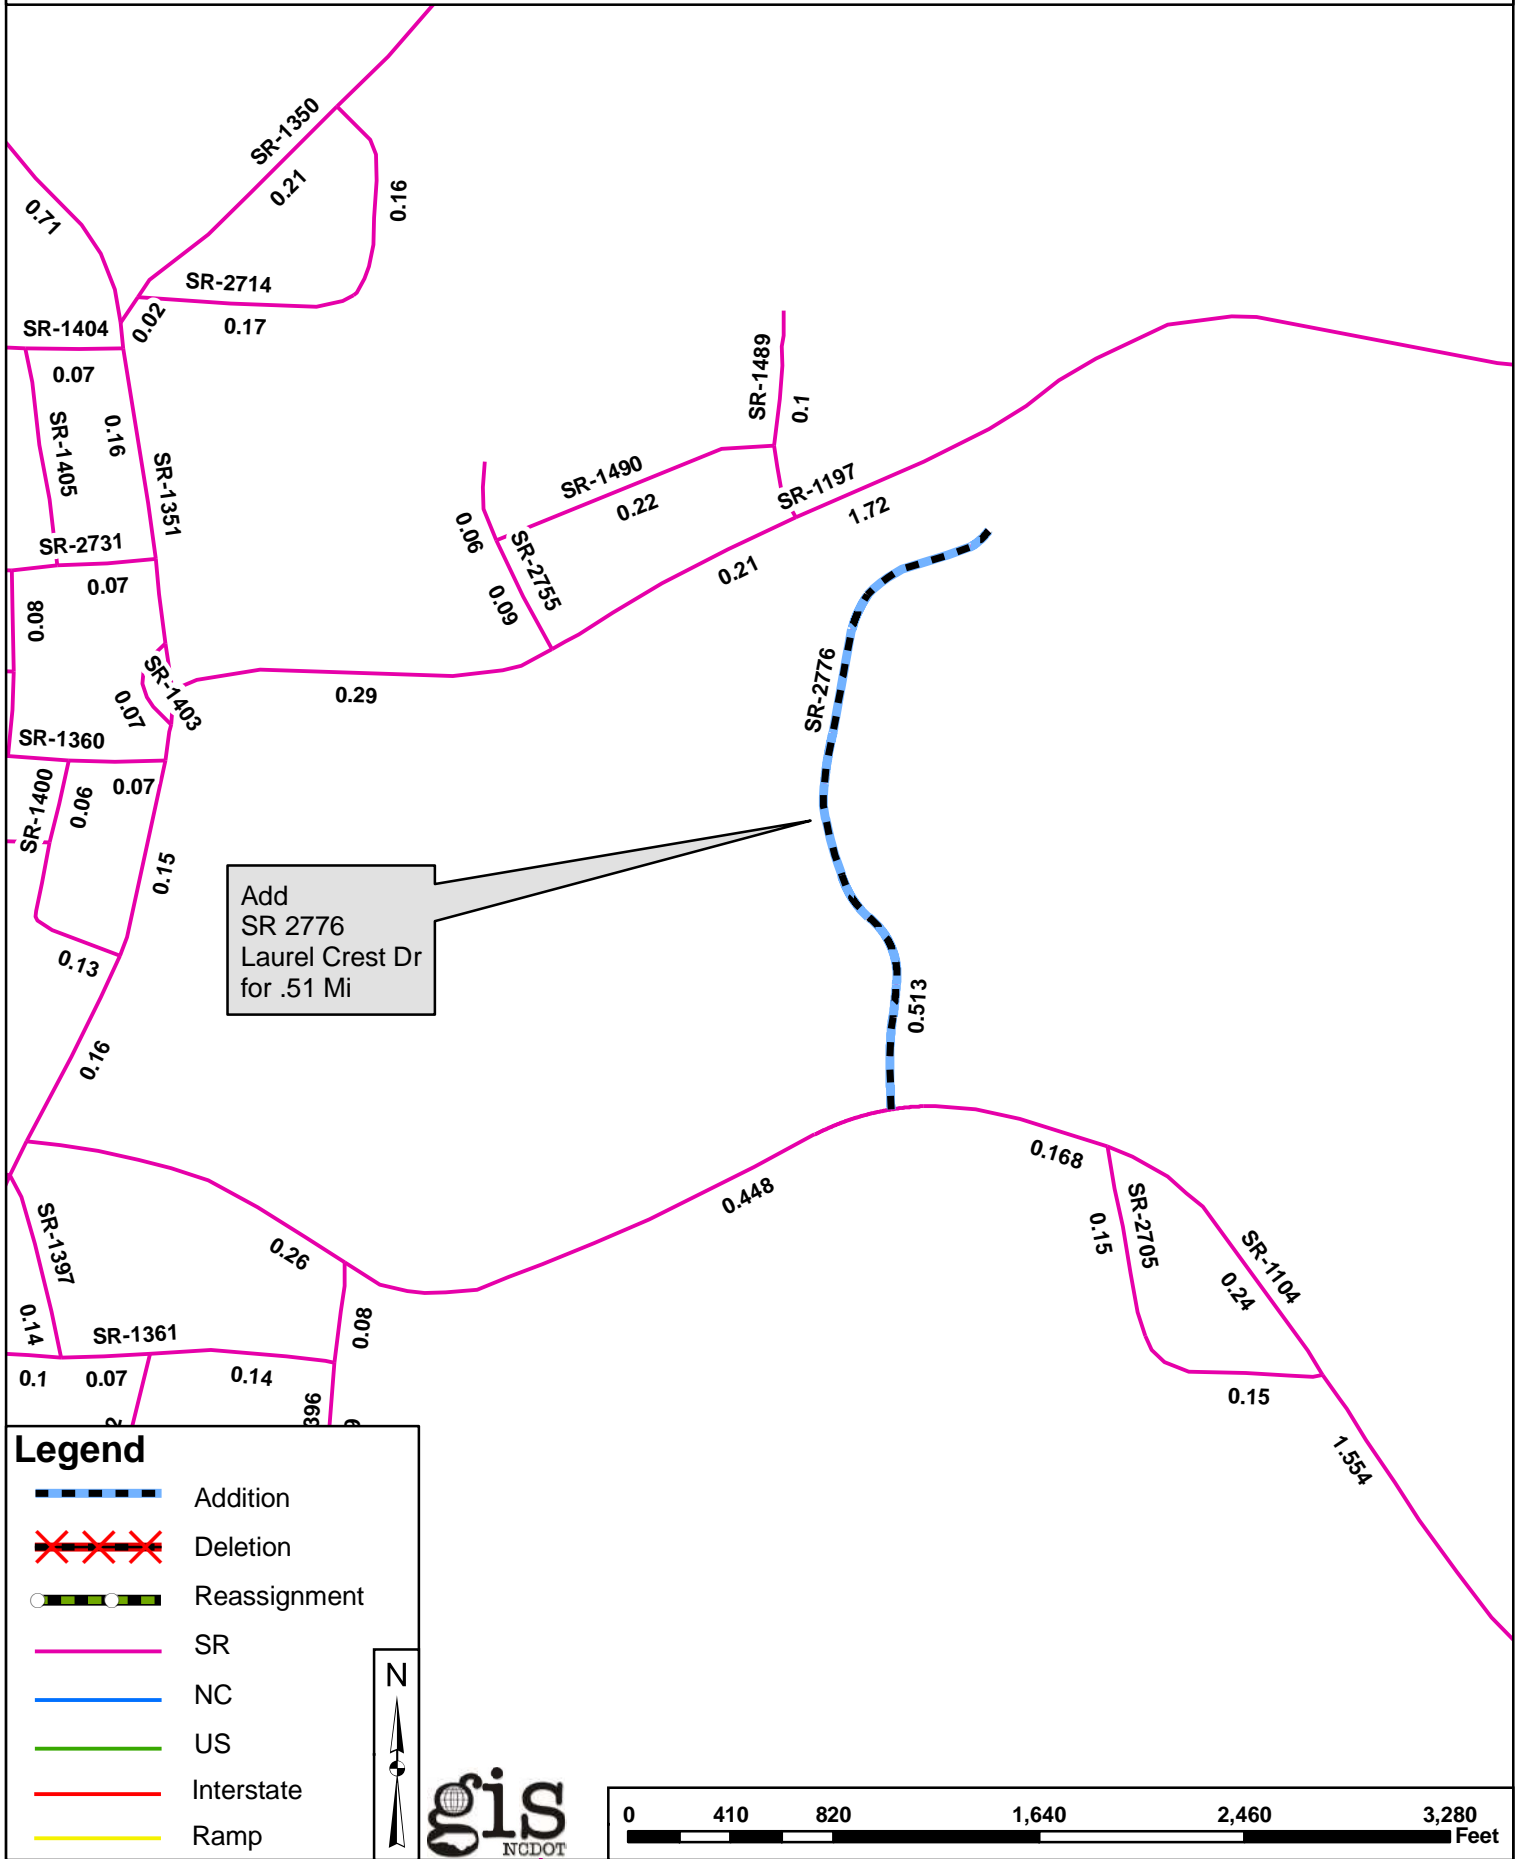 SR-1350
0.21
0.16
0.71
SR-2714
0.02
0.17
SR-1404
0.07
SR-1405
0.16
SR-1351
SR-1489
0.1
SR-1490
0.22
SR-1197
1.72
0.06
SR-2755
0.09
0.21
SR-2731
0.07
0.08
SR-1403
0.07
0.29
SR-2776
SR-1360
0.07
SR-1400
0.06
0.15
Add
SR 2776
Laurel Crest Dr
for .51 Mi
0.13
0.513
0.16
0.168
0.448
SR-2705
0.15
SR-1104
0.24
SR-1397
0.26
0.14
SR-1361
0.08
0.1
0.07
0.14
396
0.15
1.554
Legend
Addition
Deletion
Reassignment
SR
NC
US
Interstate
Ramp
N
gis
NCDOT
0 410 820 1,640 2,460 3,280
Feet